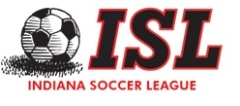 ISL
INDIANA SOCCER LEAGUE